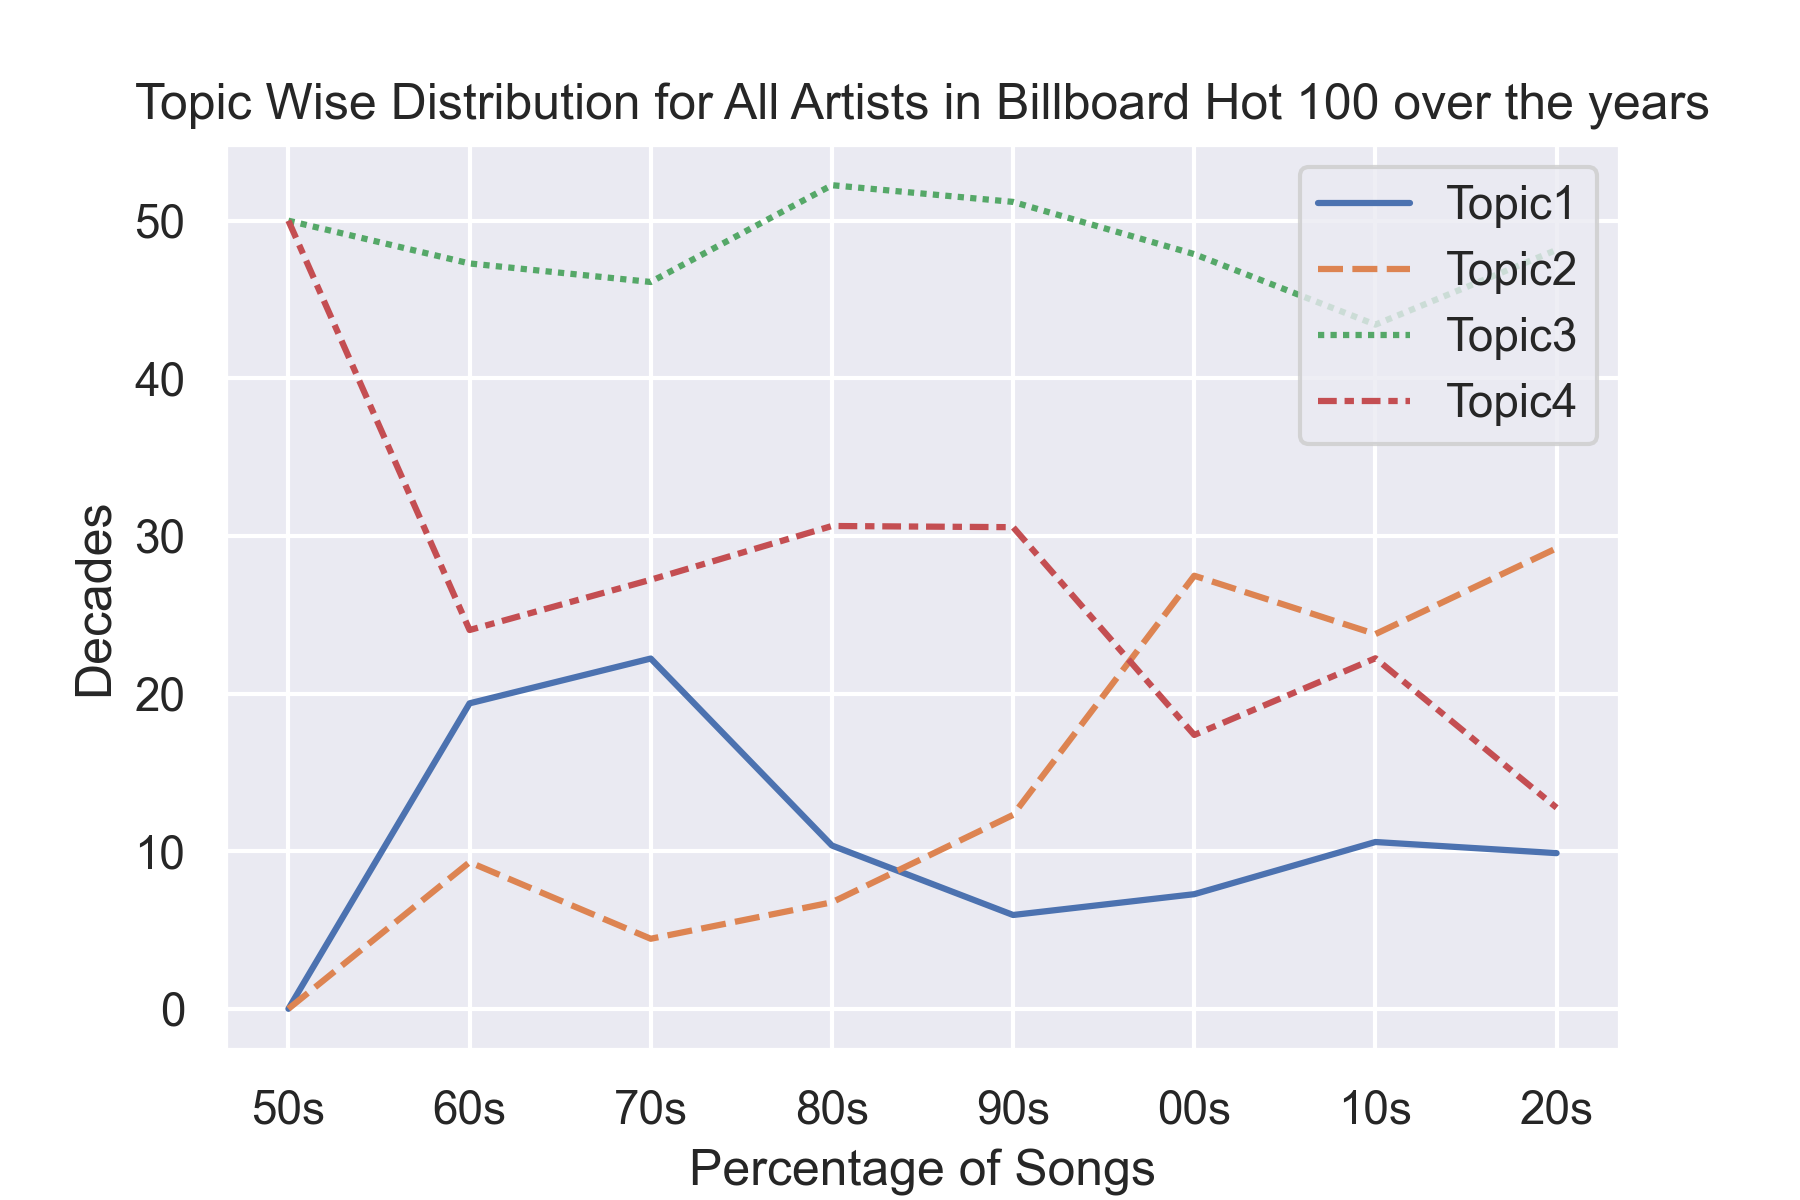 Topic Wise Distribution for All Artists in Billboard Hot 100 over the years
Topic1
Topic2
Topic3
Topic4
Decades
50
40
30
20
10
0
50s 60s 70s 80s 90s 00s 10s 20s
Percentage of Songs